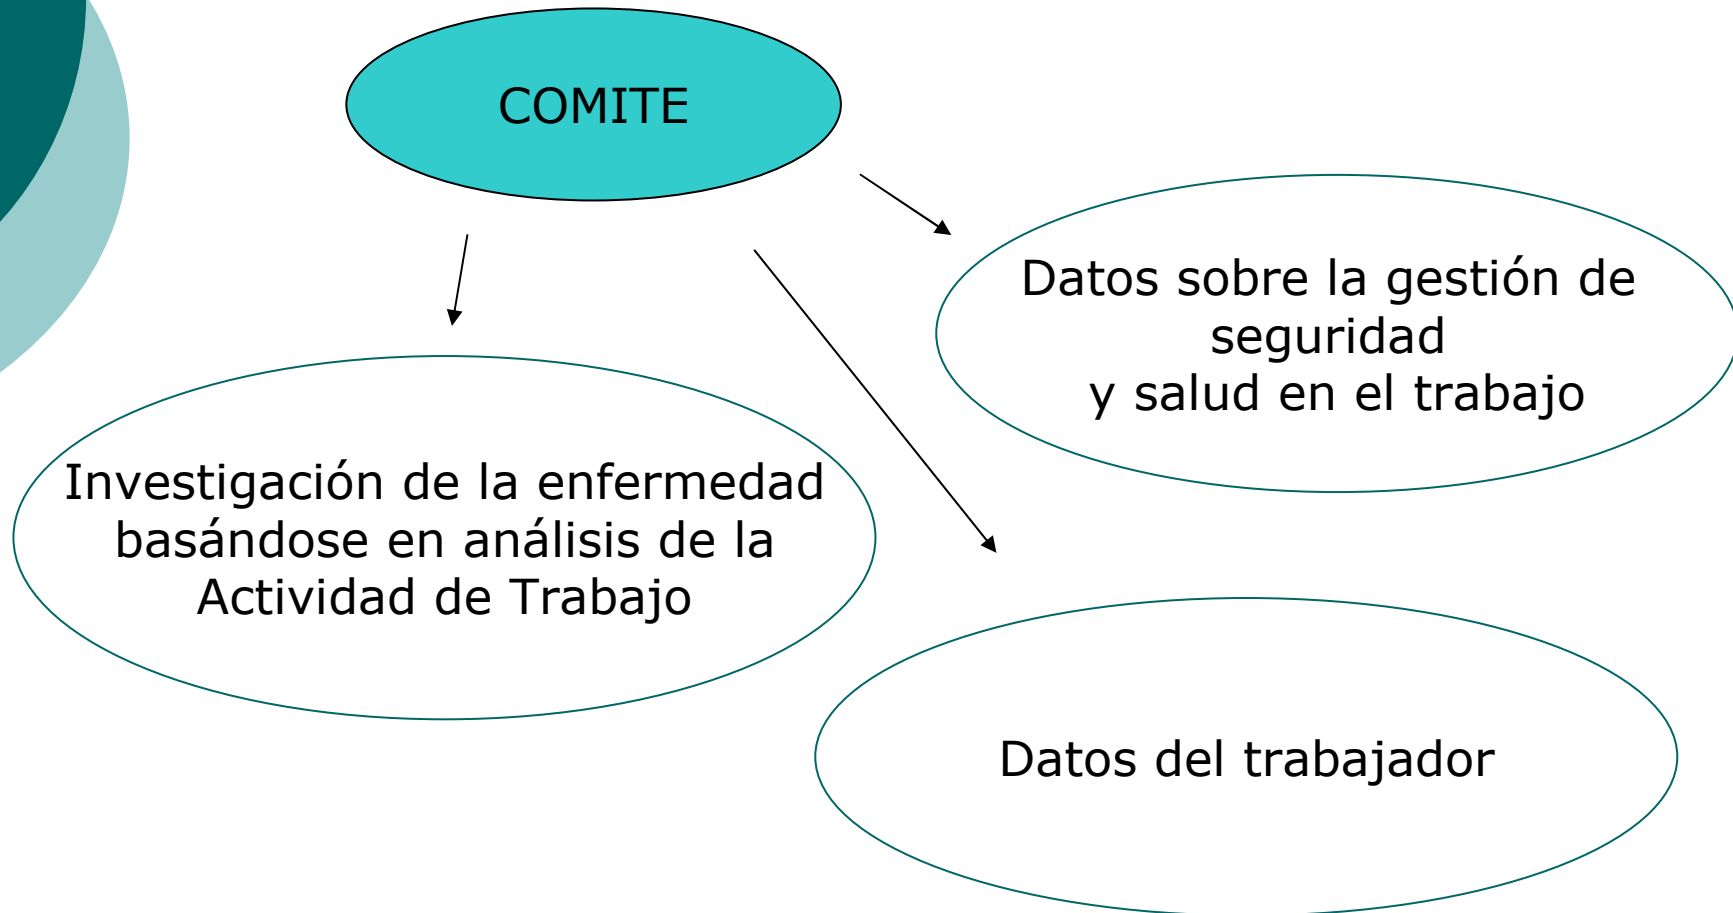 COMITE
Datos sobre la gestión de
seguridad
y salud en el trabajo
Investigación de la enfermedad
basándose en análisis de la
Actividad de Trabajo
Datos del trabajador